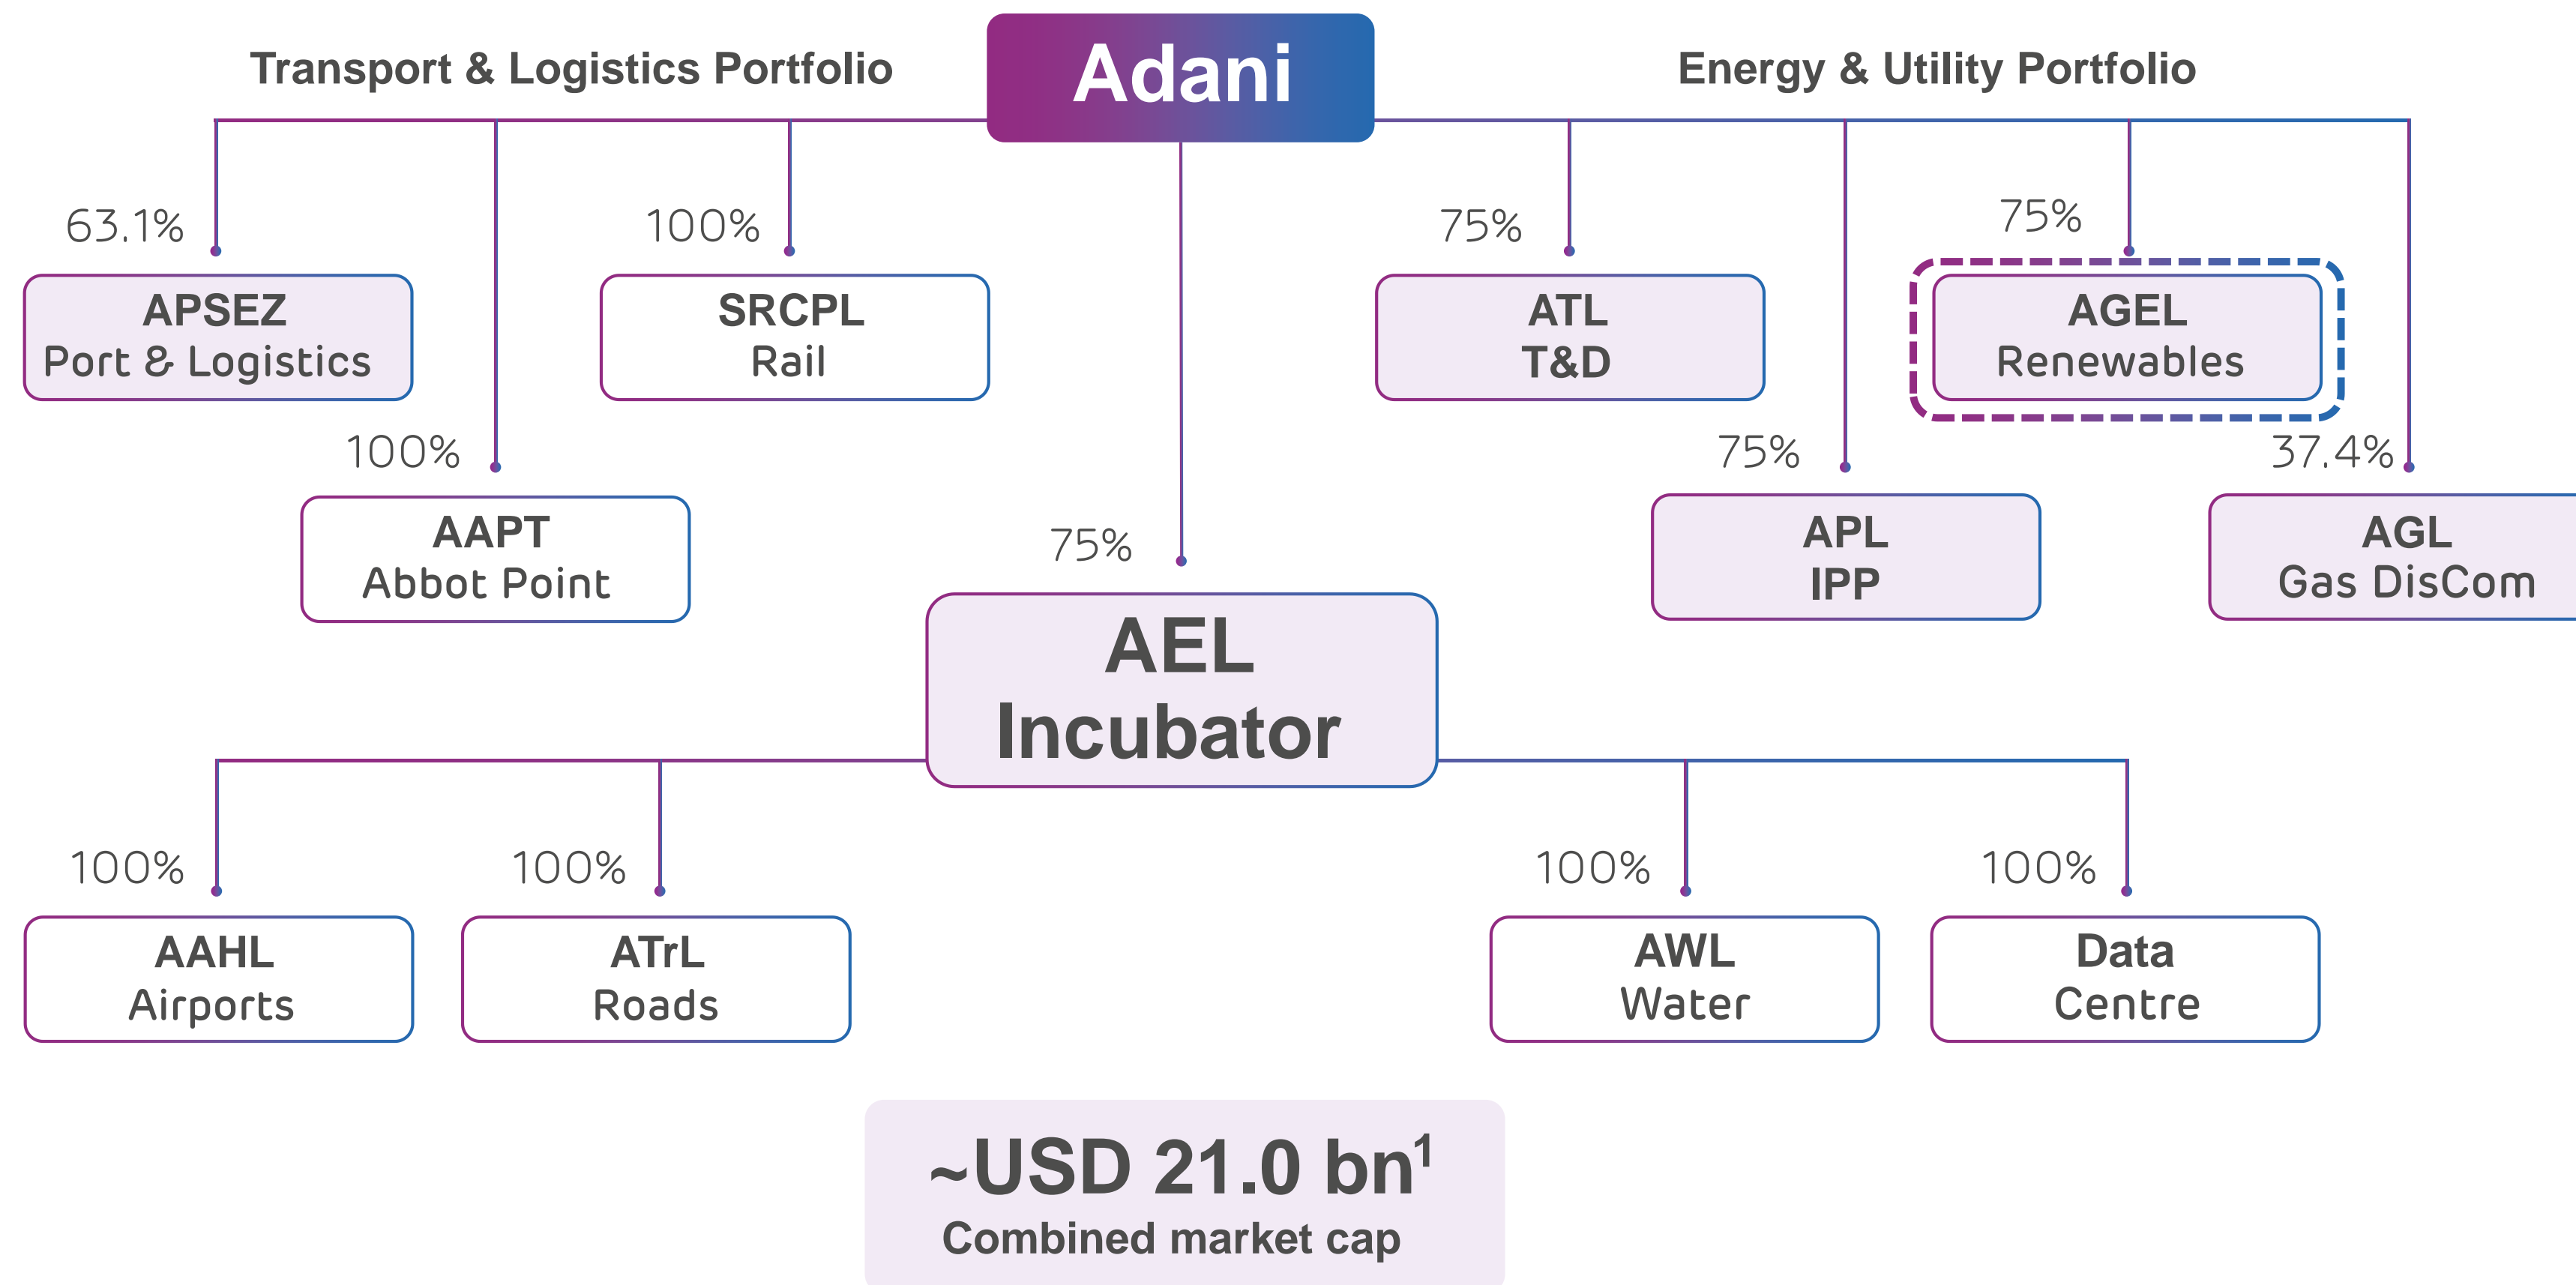 Adani
Transport & Logistics Portfolio
Energy & Utility Portfolio
63.1%
100%
75%
75%
APSEZ
Port & Logistics
SRCPL
Rail
ATL
T&D
AGEL
Renewables
100%
75%
37.4%
AAPT
Abbot Point
APL
IPP
AGL
Gas DisCom
75%
AEL
Incubator
100%
100%
100%
100%
AAHL
Airports
ATrL
Roads
AWL
Water
Data
Centre
~USD 21.0 bn¹
Combined market cap